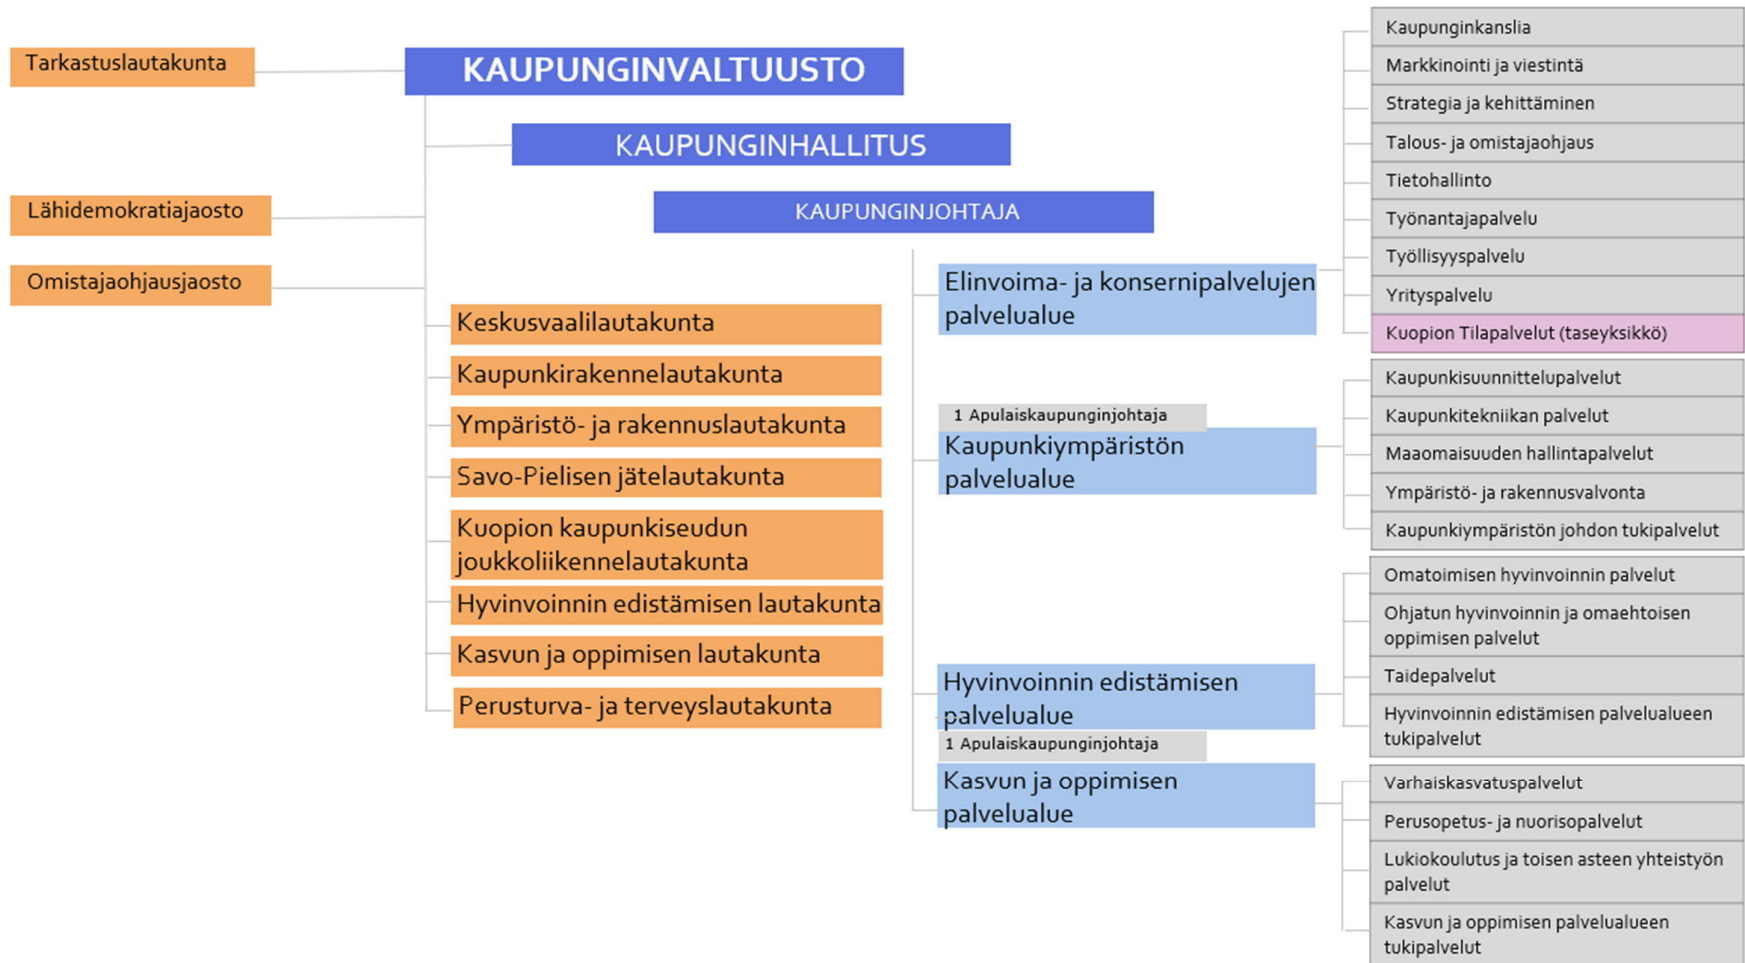 Tarkastuslautakunta
KAUPUNGINVALTUUSTO
KAUPUNGINHALLITUS
Lähidemokratiajaosto
KAUPUNGINJOHTAJA
Omistajaohjausjaosto
Keskusvaalilautakunta
Kaupunkirakennelautakunta
Ympäristö- ja rakennuslautakunta
Savo-Pielisen jätelautakunta
Kuopion kaupunkiseudun
joukkoliikennelautakunta
Hyvinvoinnin edistämisen lautakunta
Kasvun ja oppimisen lautakunta
Perusturva- ja terveyslautakunta
Elinvoima- ja konsernipalvelujen
palvelualue
1 Apulaiskaupunginjohtaja
Kaupunkiympäristön
palvelualue
Hyvinvoinnin edistämisen
palvelualue
1 Apulaiskaupunginjohtaja
Kasvun ja oppimisen
palvelualue
Kaupunginkanslia
Markkinointi ja viestintä
Strategia ja kehittäminen
Talous- ja omistajaohjaus
Tietohallinto
Työnantajapalvelu
Työllisyyspalvelu
Yrityspalvelu
Kuopion Tilapalvelut (taseyksikkö)
Kaupunkisuunnittelupalvelut
Kaupunkitekniikan palvelut
Maaomaisuuden hallintapalvelut
Ympäristö- ja rakennusvalvonta
Kaupunkiympäristön johdon tukipalvelut
Omatoimisen hyvinvoinnin palvelut
Ohjatun hyvinvoinnin ja omaehtoisen
oppimisen palvelut
Taidepalvelut
Hyvinvoinnin edistämisen palvelualueen
tukipalvelut
Varhaiskasvatuspalvelut
Perusopetus- ja nuorisopalvelut
Lukiokoulutus ja toisen asteen yhteistyön
palvelut
Kasvun ja oppimisen palvelualueen
tukipalvelut